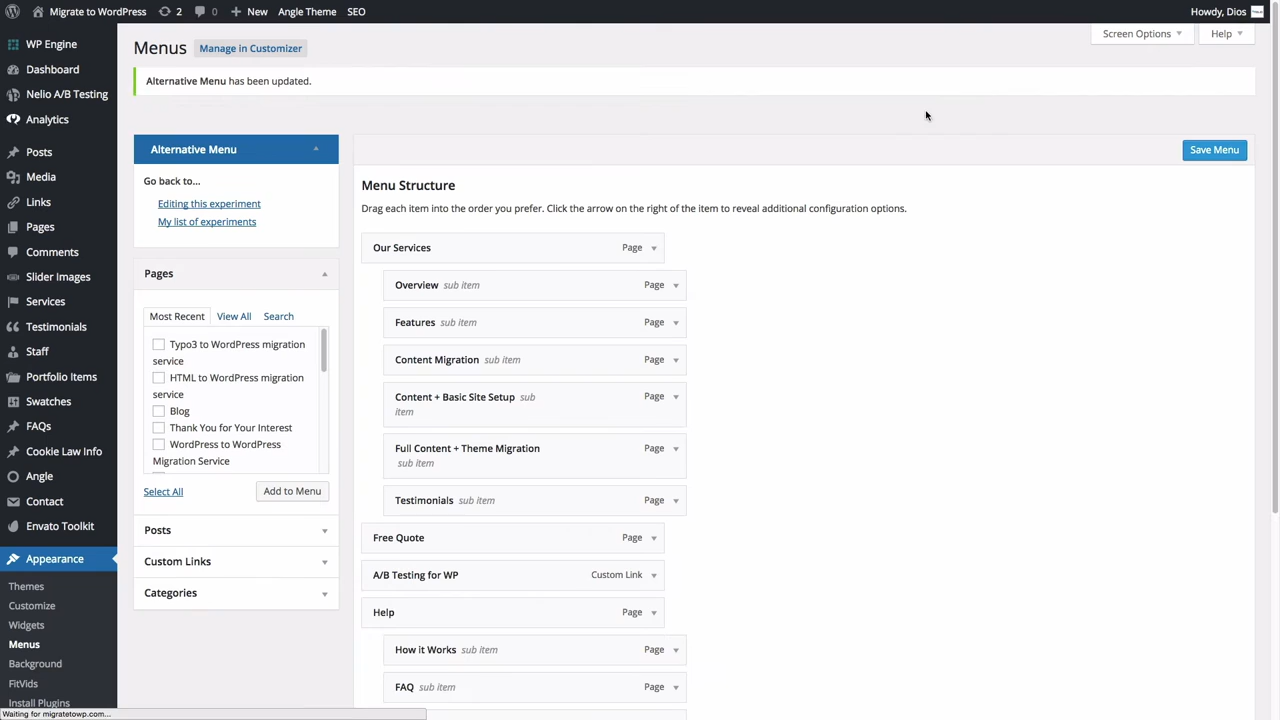 Migrate to WordPress 2 0 New Angle Theme SEO Howdy, Dios
WP Engine
Dashboard
Nelio A/B Testing
Analytics
Posts
Media
Links
Pages
Comments
Slider Images
Services
Testimonials
Staff
Portfolio Items
Swatches
FAQs
Cookie Law Info
Angle
Contact
Envato Toolkit
Appearance
Themes
Customize
Widgets
Menus
Background
FitVids
Install Plugins
Waiting for migratetowp.com...
Screen Options Help
Menus Manage in Customizer
Alternative Menu has been updated.
Alternative Menu
Go back to...
Editing this experiment
My list of experiments
Pages
Most Recent View All Search
Typo3 to WordPress migration
service
HTML to WordPress migration
service
Blog
Thank You for Your Interest
WordPress to WordPress
Migration Service
Select All Add to Menu
Posts
Custom Links
Categories
Save Menu
Menu Structure
Drag each item into the order you prefer. Click the arrow on the right of the item to reveal additional configuration options.
Our Services Page
Overview sub item Page
Features sub item Page
Content Migration sub item Page
Content + Basic Site Setup sub Page
item
Full Content + Theme Migration Page
sub item
Testimonials sub item Page
Free Quote Page
A/B Testing for WP Custom Link
Help Page
How it Works sub item Page
FAQ sub item Page